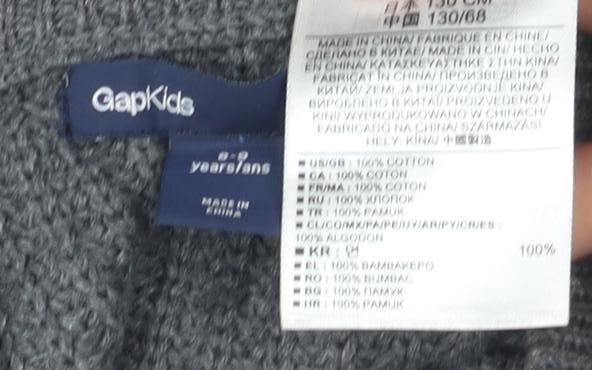 日本 130 CM
中国 130/68
MADE IN CHINA/ FABRIQUE EN CHINE/
СДЕЛАНО В КИТАЕ/ MADE IN CIN/ HECHO
EN CHINA/ ΚΑΤΑΣΚΕΥΑΣΤΗΚΕ ΣΤΗΝ ΚΙΝΑ/
FABRICAT ÎN CHINA/ ПРОИЗВЕДЕНО В
КИТАЙ/ ZEMLJA PROIZVODNJE KINA/
ВИРОБЛЕНО В КИТАЇ/ PROIZVEDENO U
KINI/ WYPRODUKOWANO W CHINACH/
FABRICADO NA CHINA/ SZÁRMAZÁSI
HELY: KÍNA/ 中國製造
GapKids
8-9
years/ans
MADE IN
CHINA
US/GB : 100% COTTON
CA : 100% COTON
FR/MA : 100% COTON
RU : 100% ХЛОПОК
TR : 100% PAMUK
CL/CO/MX/PA/PE/UY/AR/PY/CR/ES :
100% ALGODON
KR : 면 100%
EL : 100% ΒΑΜΒΑΚΕΡΟ
RO : 100% BUMBAC
BG : 100% ПАМУК
HR : 100% PAMUK